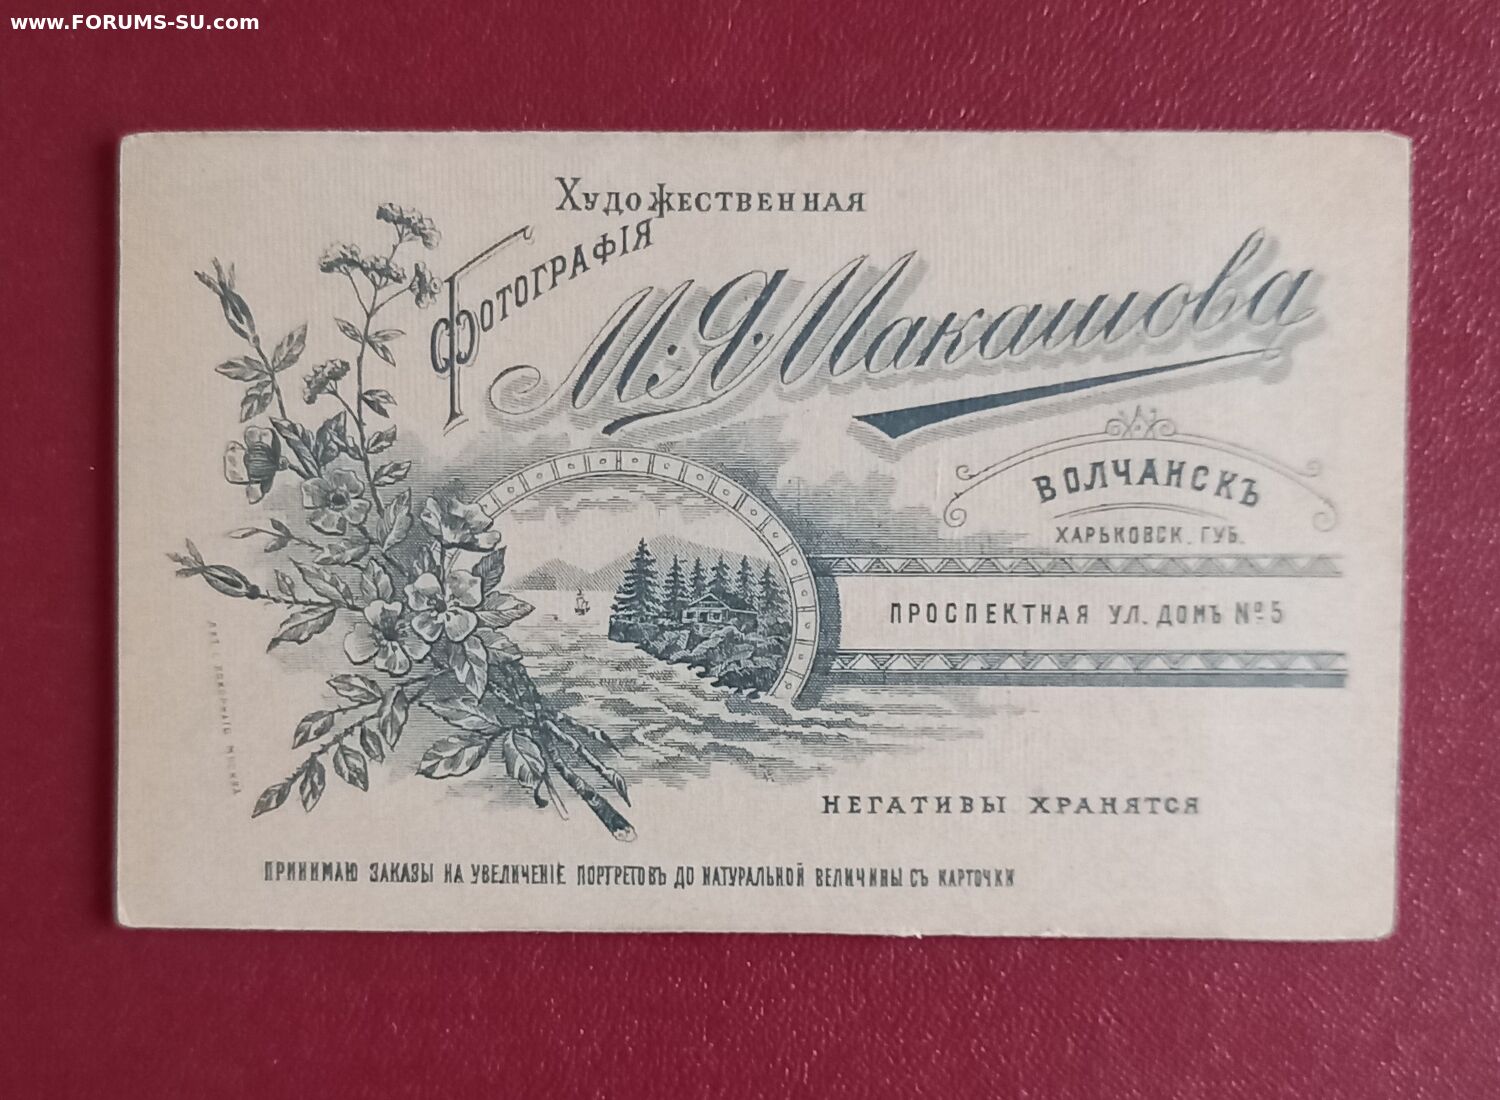 www.FORUMS-SU.com
Художественная
Фотографія
М. Я. Макашова
ВОЛЧАНСКЪ
ХАРЬКОВСК. ГУБ.
ПРОСПЕКТНАЯ УЛ. ДОМЪ №5
НЕГАТИВЫ ХРАНЯТСЯ
ПРИНИМАЮ ЗАКАЗЫ НА УВЕЛИЧЕНІЕ ПОРТРЕТОВЪ ДО НАТУРАЛЬНОЙ ВЕЛИЧИНЫ СЪ КАРТОЧКИ
МОСКВА